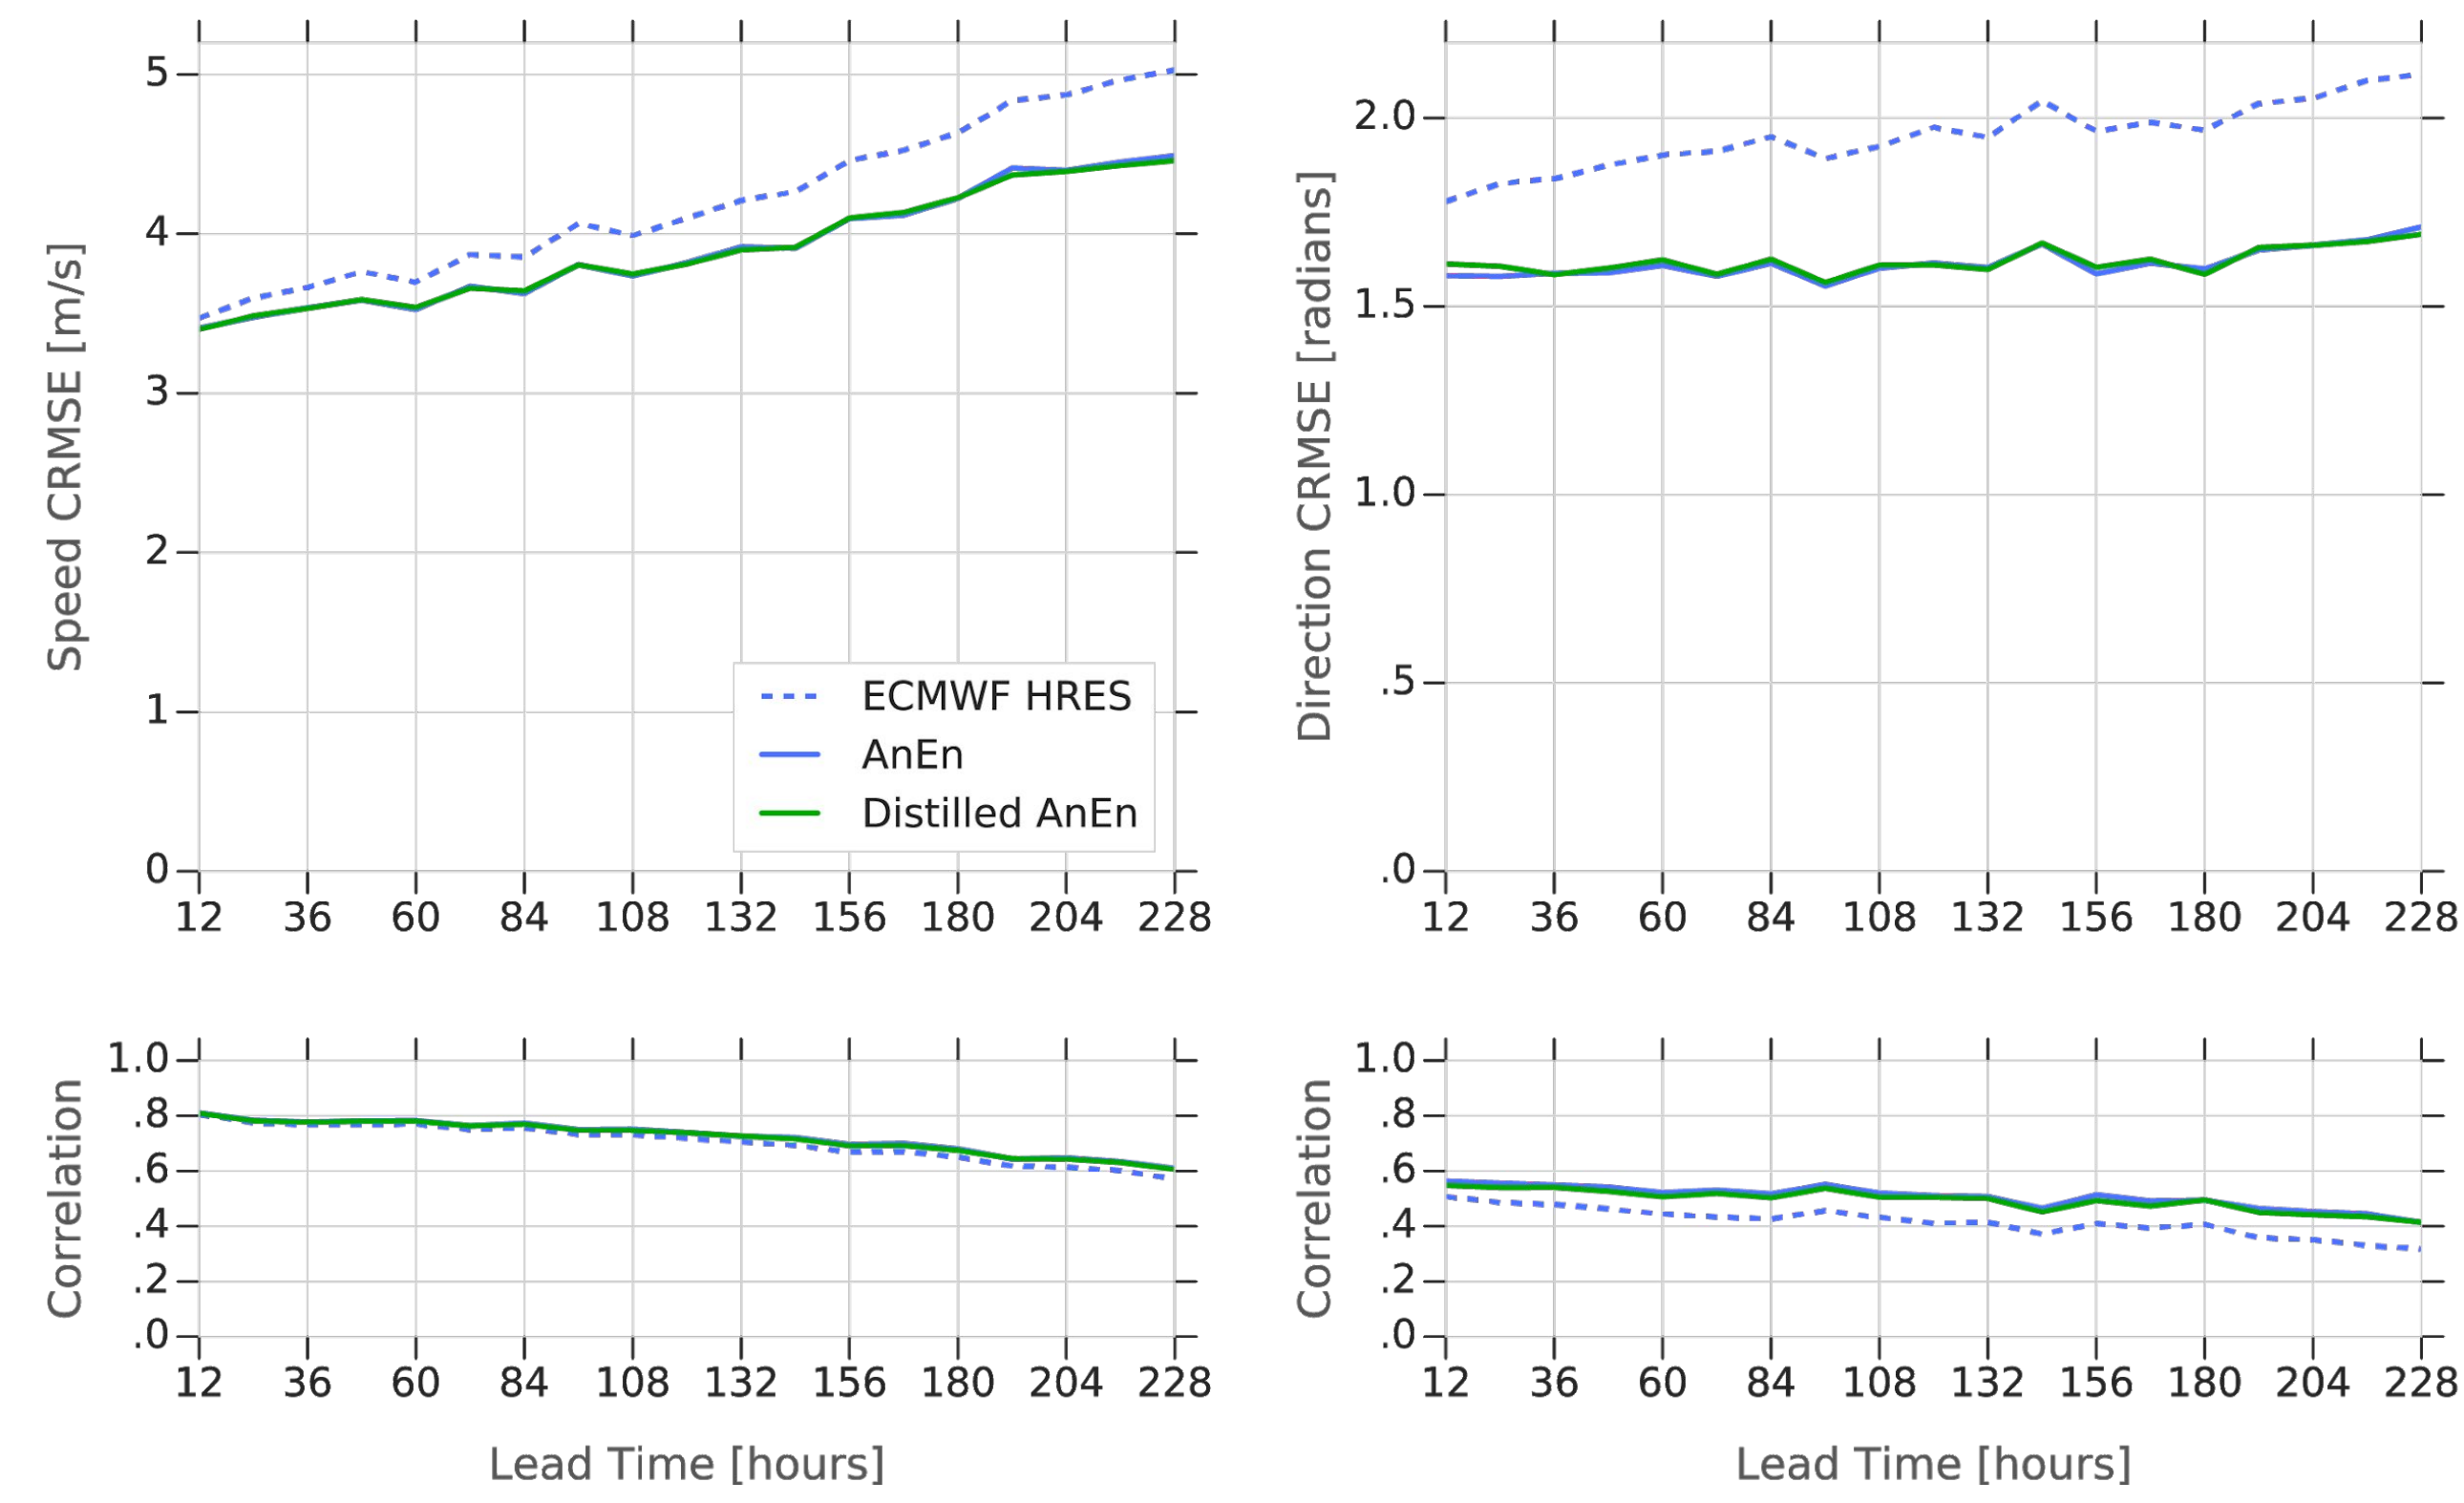 Speed CRMSE [m/s]
5
4
3
2
1
0
ECMWF HRES
AnEn
Distilled AnEn
12 36 60 84 108 132 156 180 204 228
Direction CRMSE [radians]
2.0
1.5
1.0
.5
.0
12 36 60 84 108 132 156 180 204 228
Correlation
1.0
.8
.6
.4
.2
.0
12 36 60 84 108 132 156 180 204 228
Lead Time [hours]
Correlation
1.0
.8
.6
.4
.2
.0
12 36 60 84 108 132 156 180 204 228
Lead Time [hours]